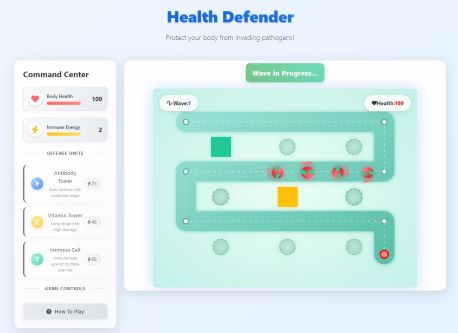 Health Defender
Protect your body from invading pathogens!
Command Center
Body Health
100
Immune Energy
2
DEFENSE UNITS
Antibody Tower
25
Basic defense with moderate range
Vitamin Tower
40
Long range with high damage
T
Immune Cell
60
Area damage against multiple enemies
GAME CONTROLS
How To Play
Wave In Progress...
Wave:1
Health:100